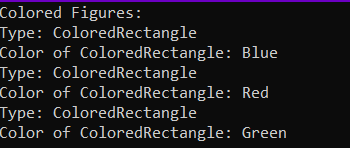 Colored Figures:
Type: ColoredRectangle
Color of ColoredRectangle: Blue
Type: ColoredRectangle
Color of ColoredRectangle: Red
Type: ColoredRectangle
Color of ColoredRectangle: Green